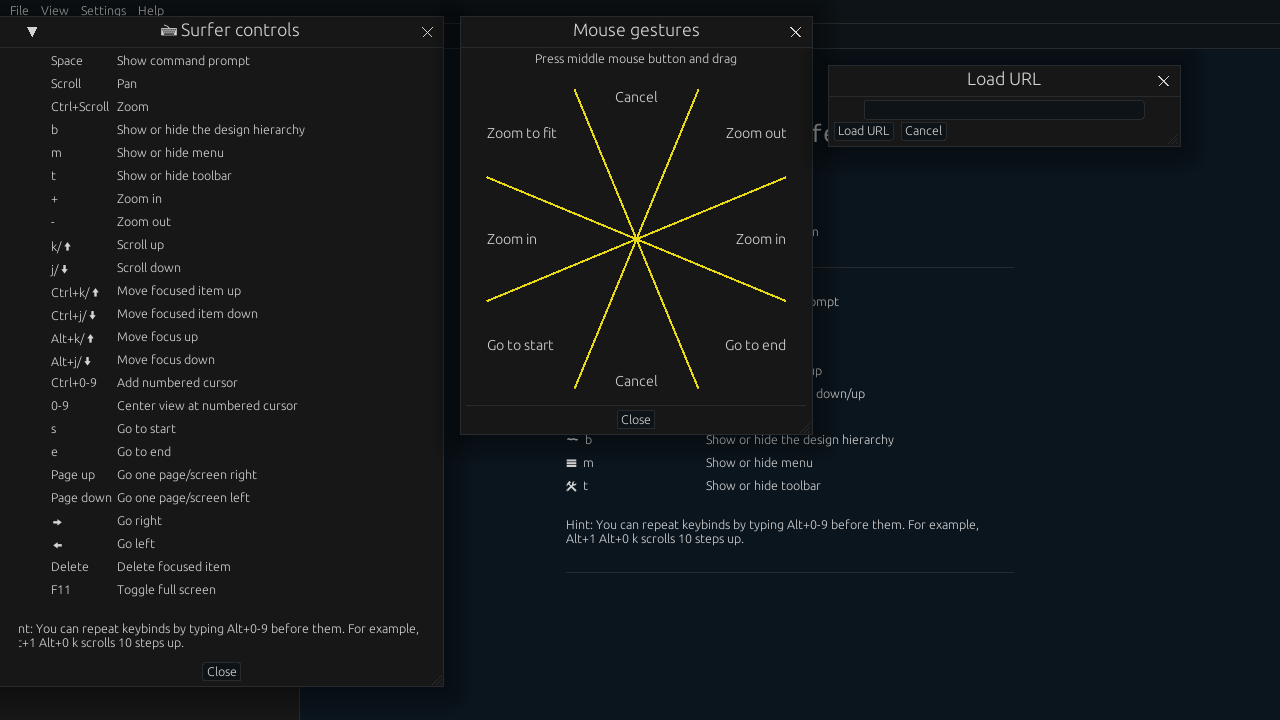 File View Settings Help
Surfer controls
Space Show command prompt
Scroll Pan
Ctrl+Scroll Zoom
b Show or hide the design hierarchy
m Show or hide menu
t Show or hide toolbar
+ Zoom in
- Zoom out
k/⬆ Scroll up
j/⬇ Scroll down
Ctrl+k/⬆ Move focused item up
Ctrl+j/⬇ Move focused item down
Alt+k/⬆ Move focus up
Alt+j/⬇ Move focus down
Ctrl+0-9 Add numbered cursor
0-9 Center view at numbered cursor
s Go to start
e Go to end
Page up Go one page/screen right
Page down Go one page/screen left
➡ Go right
⬅ Go left
Delete Delete focused item
F11 Toggle full screen
nt: You can repeat keybinds by typing Alt+0-9 before them. For example,
+1 Alt+0 k scrolls 10 steps up.
Close
Mouse gestures
Press middle mouse button and drag
Cancel
Zoom to fit
Zoom out
Zoom in
Zoom in
Go to start
Go to end
Cancel
Close
Load URL
Load URL Cancel
down/up
b Show or hide the design hierarchy
m Show or hide menu
t Show or hide toolbar
Hint: You can repeat keybinds by typing Alt+0-9 before them. For example,
Alt+1 Alt+0 k scrolls 10 steps up.